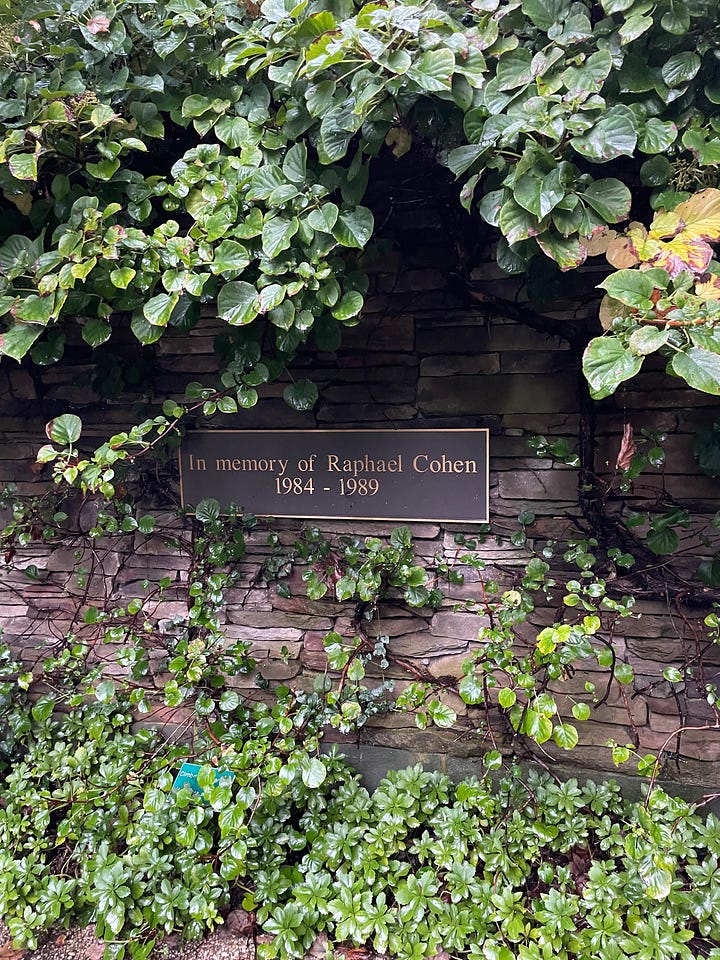 In memory of Raphael Cohen
1984 - 1989